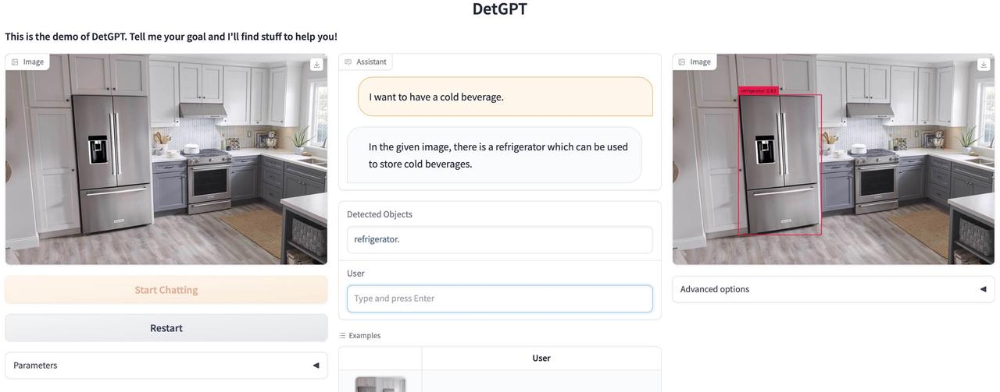 DetGPT
This is the demo of DetGPT. Tell me your goal and I'll find stuff to help you!
Image
Start Chatting
Restart
Parameters
Assistant
I want to have a cold beverage.
In the given image, there is a refrigerator which can be used
to store cold beverages.
Detected Objects
refrigerator.
User
Type and press Enter
Examples
User
Image
refrigerator 0.83
Advanced options